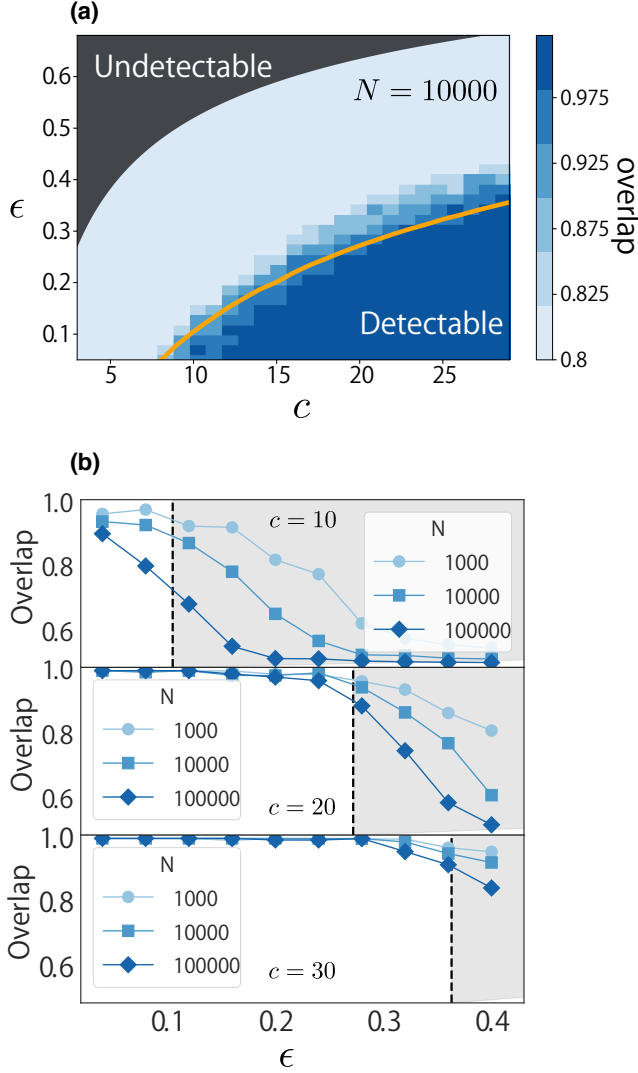 (a)
Undetectable
N = 10000
Detectable
ϵ
0.6
0.5
0.4
0.3
0.2
0.1
5
10
15
20
25
c
0.975
0.925
0.875
0.825
0.8
overlap
(b)
Overlap
1.0
0.8
0.6
c = 10
N
1000
10000
100000
Overlap
1.0
0.8
0.6
N
1000
10000
100000
c = 20
Overlap
1.0
0.8
0.6
N
1000
10000
100000
c = 30
0.1
0.2
0.3
0.4
ϵ